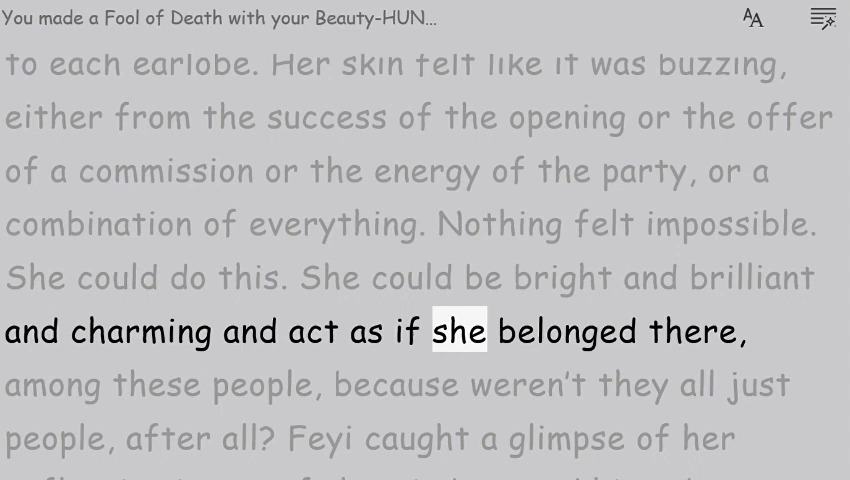 You made a Fool of Death with your Beauty-HUN...
to each earlobe. Her skin felt like it was buzzing,
either from the success of the opening or the offer
of a commission or the energy of the party, or a
combination of everything. Nothing felt impossible.
She could do this. She could be bright and brilliant
and charming and act as if she belonged there,
among these people, because weren’t they all just
people, after all? Feyi caught a glimpse of her